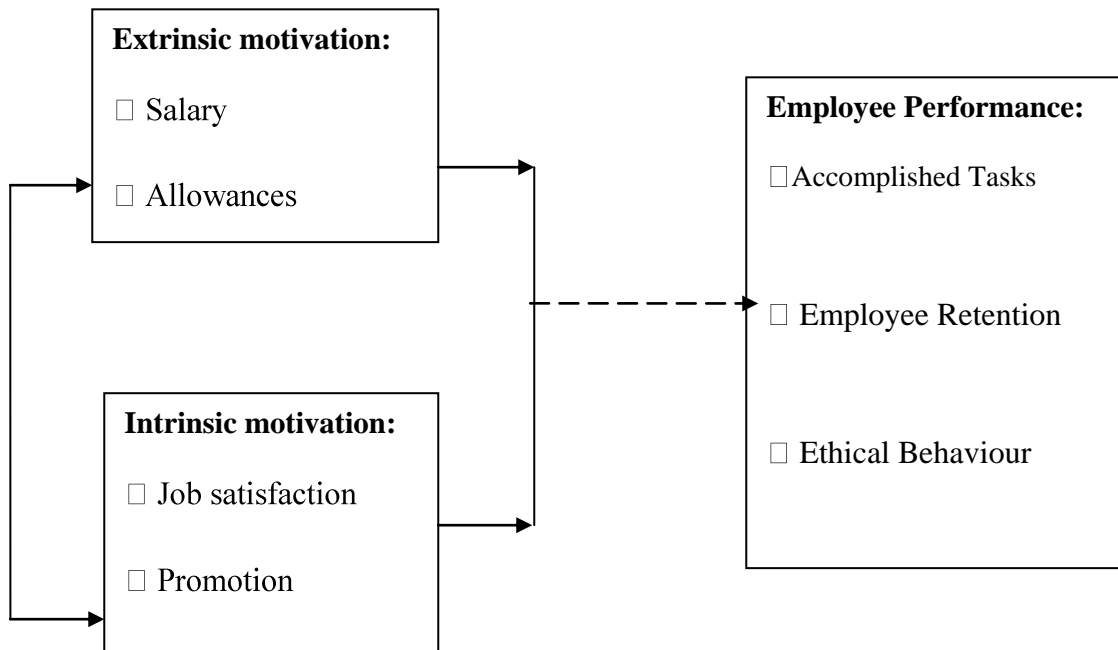 Extrinsic motivation:
□ Salary
□ Allowances
Intrinsic motivation:
□ Job satisfaction
□ Promotion
Employee Performance:
□Accomplished Tasks
□ Employee Retention
□ Ethical Behaviour